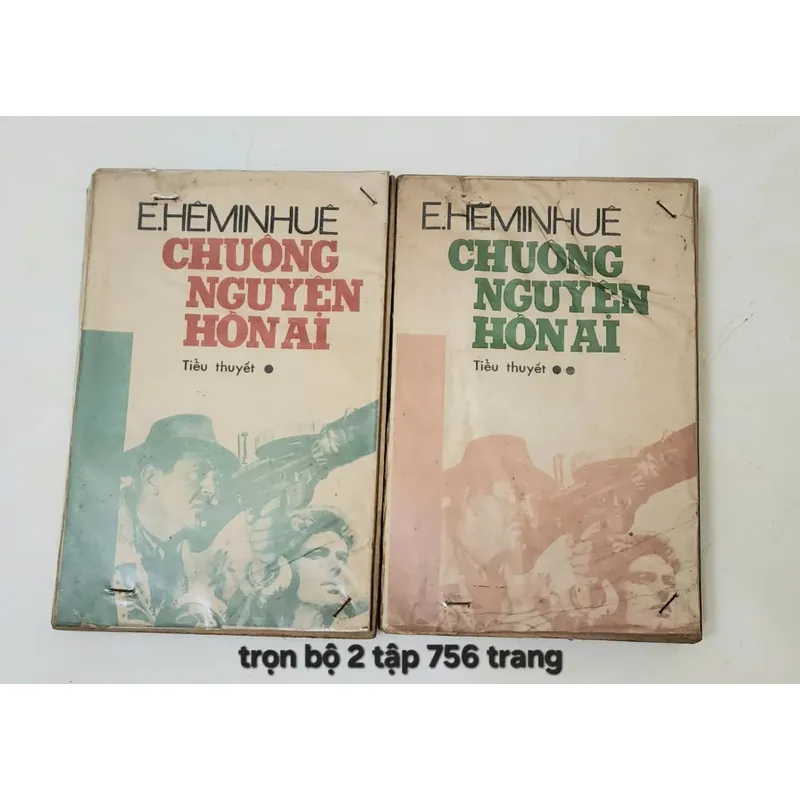 E.HÊMINHUÊ
CHUÔNG
NGUYỆN
HỒN AI
Tiểu thuyết ●
E.HÊMINHUÊ
CHUÔNG
NGUYỆN
HỒN AI
Tiểu thuyết ●●
trọn bộ 2 tập 756 trang